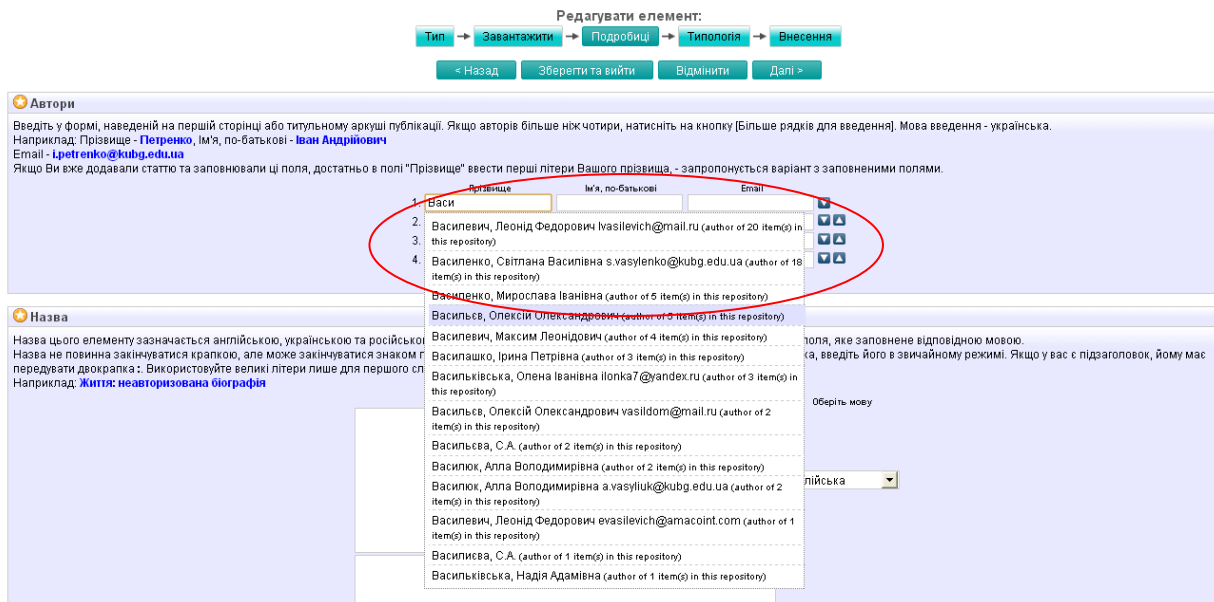 Редагувати елемент:
Тип → Завантажити → Подробиці → Типологія → Внесення
< Назад Зберегти та вийти Відмінити Далі >
Автори
Введіть у формі, наведеній на першій сторінці або титульному аркуші публікації. Якщо авторів більше ніж чотири, натисніть на кнопку [Більше рядків для введення]. Мова введення - українська.
Наприклад: Прізвище - Петренко, Ім'я, по-батькові - Іван Андрійович
Email - i.petrenko@kubg.edu.ua
Якщо Ви вже додавали статтю та заповнювали ці поля, достатньо в полі "Прізвище" ввести перші літери Вашого прізвища, - запропонується варіант з заповненими полями.
Прізвище Ім'я, по-батькові Email
1. Васи
2.
3.
4.
Василевич, Леонід Федорович lvasilevich@mail.ru (author of 20 item(s) in
this repository)
Василенко, Світлана Василівна s.vasylenko@kubg.edu.ua (author of 18
item(s) in this repository)
Василенко, Мирослава Іванівна (author of 5 item(s) in this repository)
Васильєв, Олексій Олександрович (author of 5 item(s) in this repository)
Василевич, Максим Леонідович (author of 4 item(s) in this repository)
Василашко, Ірина Петрівна (author of 3 item(s) in this repository)
Васильківська, Олена Іванівна ilonka7@yandex.ru (author of 3 item(s) in
this repository)
Васильєв, Олексій Олександрович vasildom@mail.ru (author of 2
item(s) in this repository)
Васильєва, С.А. (author of 2 item(s) in this repository)
Василюк, Алла Володимирівна (author of 2 item(s) in this repository)
Василюк, Алла Володимирівна a.vasyliuk@kubg.edu.ua (author of 2
item(s) in this repository)
Василевич, Леонід Федорович evasilevich@amacoint.com (author of 1
item(s) in this repository)
Василиєва, С.А. (author of 1 item(s) in this repository)
Васильківська, Надія Адамівна (author of 1 item(s) in this repository)
Назва
Назва цього елементу зазначається англійською, українською та російсько поля, яке заповнене відповідною мовою.
Назва не повинна закінчуватися крапкою, але може закінчуватися знаком ка, введіть його в звичайному режимі. Якщо у вас є підзаголовок, йому має
передувати двокрапка :. Використовуйте великі літери лише для першого сл
Наприклад: Життя: неавторизована біографія
Оберіть мову
лійська